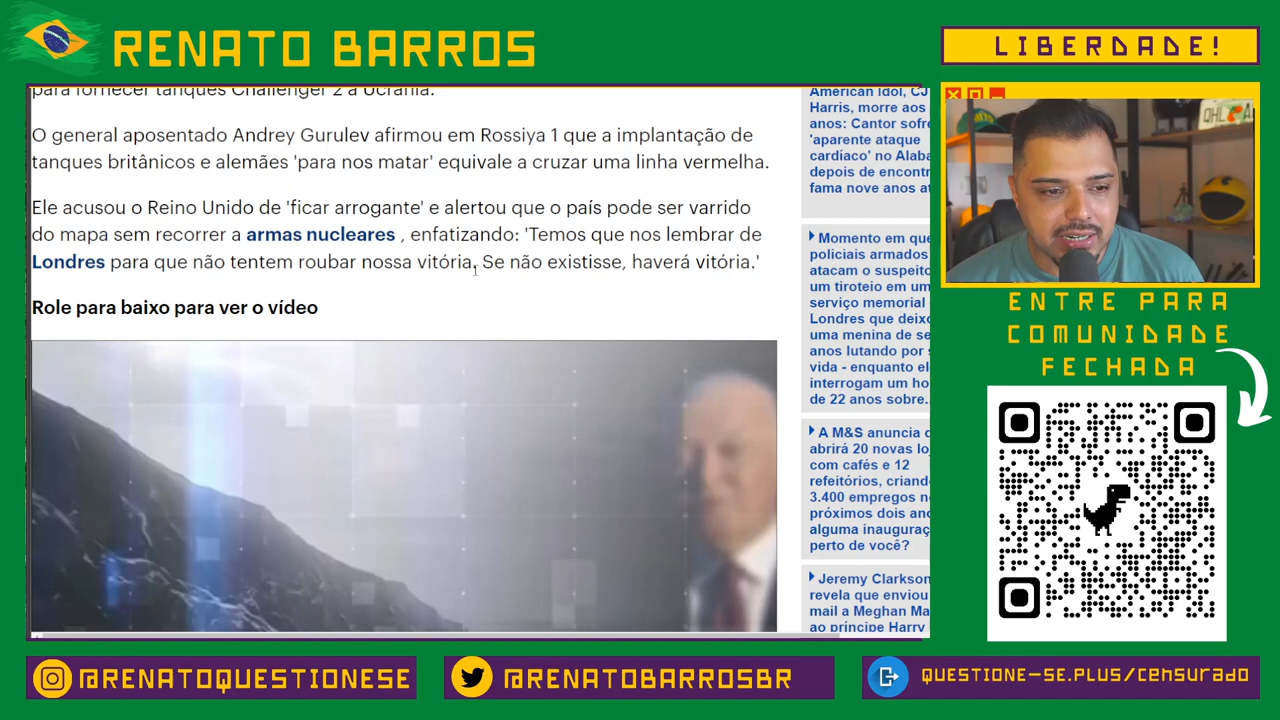 RENATO BARROS
LIBERDADE!
para fornecer tanques Challenger 2 à Ucrânia.
O general aposentado Andrey Gurulev afirmou em Rossiya 1 que a implantação de
tanques britânicos e alemães 'para nos matar' equivale a cruzar uma linha vermelha.
Ele acusou o Reino Unido de 'ficar arrogante' e alertou que o país pode ser varrido
do mapa sem recorrer a armas nucleares , enfatizando: 'Temos que nos lembrar de
Londres para que não tentem roubar nossa vitória. Se não existisse, haverá vitória.'
Role para baixo para ver o vídeo
American Idol, CJ
Harris, morre aos
anos: Cantor sofre
'aparente ataque
cardíaco' no Alaba
depois de encontr
fama nove anos at
Momento em que
policiais armados
atacam o suspeito
um tiroteio em um
serviço memorial
Londres que deixo
uma menina de se
anos lutando por s
vida - enquanto el
interrogam um ho
de 22 anos sobre..
A M&S anuncia q
abrirá 20 novas lo
com cafés e 12
refeitórios, criand
3.400 empregos n
próximos dois ano
alguma inauguraç
perto de você?
Jeremy Clarkson
revela que enviou
mail a Meghan Ma
ao príncipe Harry
ENTRE PARA
COMUNIDADE
FECHADA
@RENATOQUESTIONESE
@RENATOBARROSBR
QUESTIONE-SE.PLUS/censurado